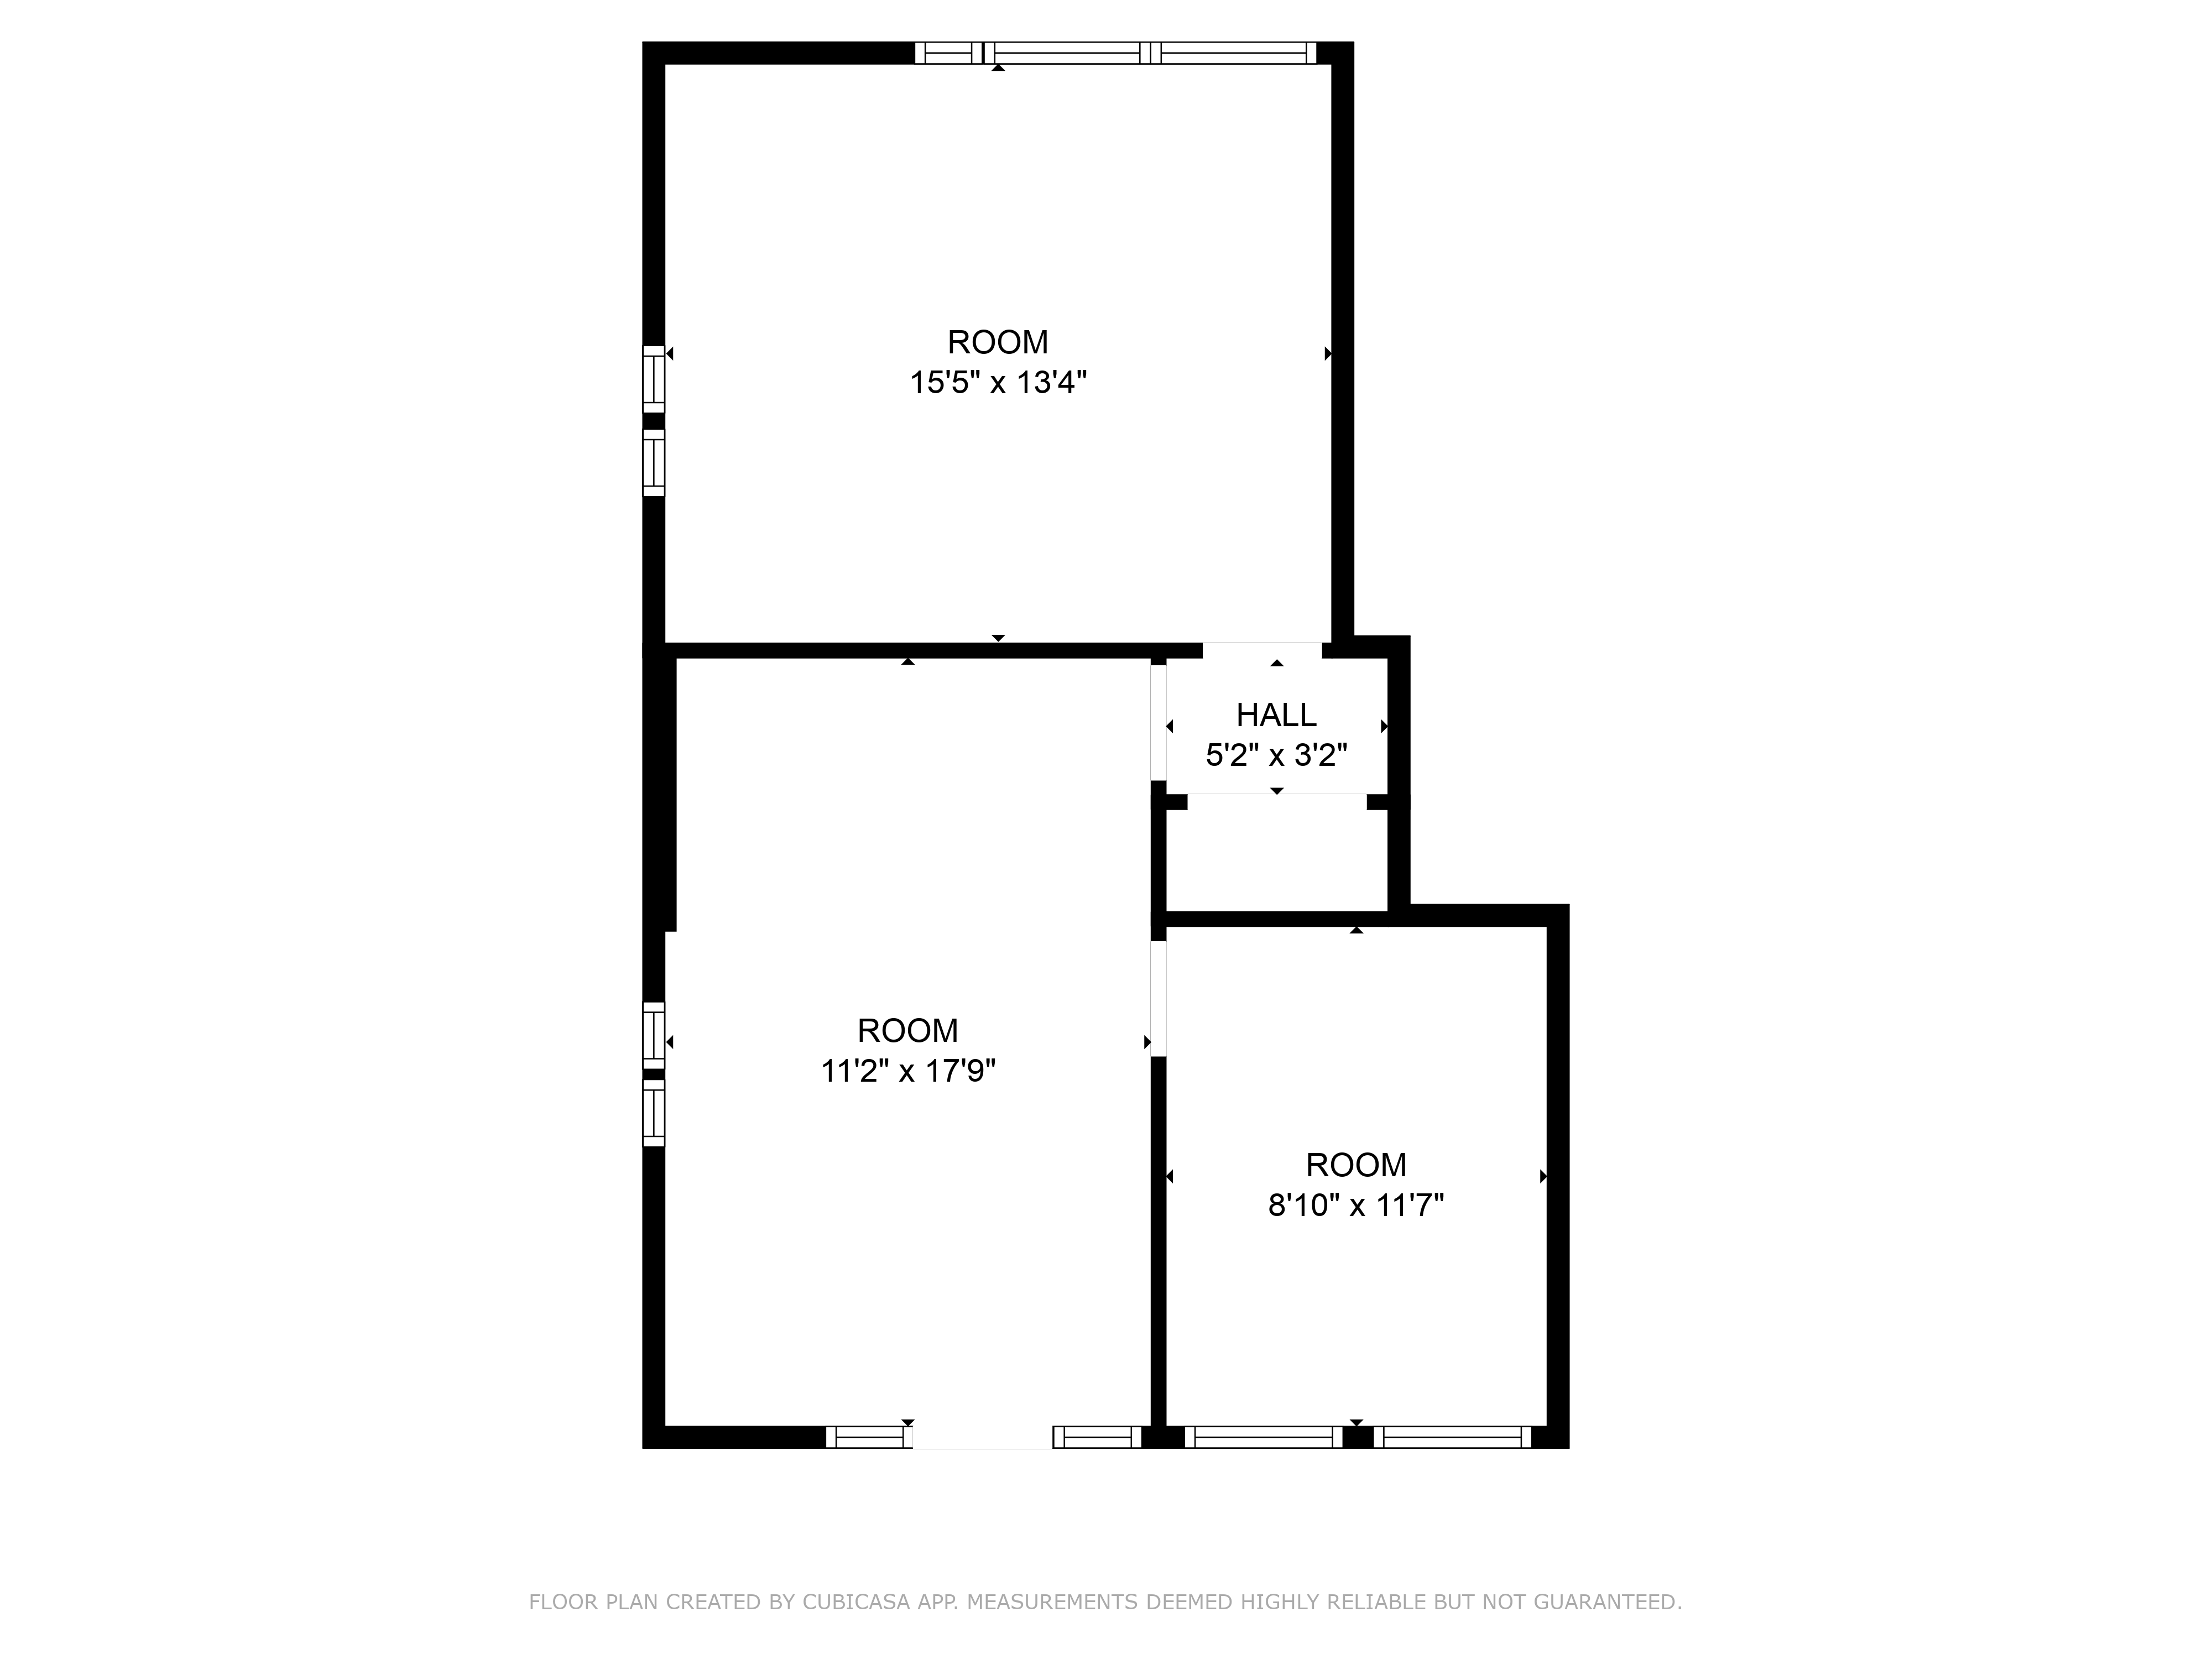 ROOM
15'5" x 13'4"
HALL
5'2" x 3'2"
ROOM
11'2" x 17'9"
ROOM
8'10" x 11'7"
FLOOR PLAN CREATED BY CUBICASA APP. MEASUREMENTS DEEMED HIGHLY RELIABLE BUT NOT GUARANTEED.